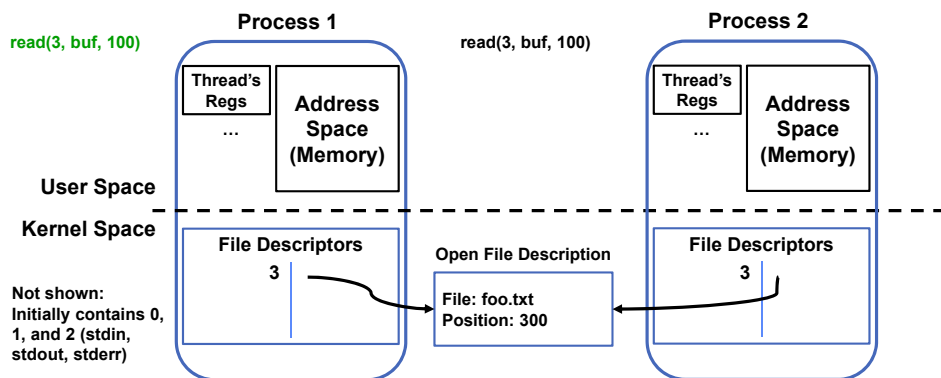 Process 1
Process 2
read(3, buf, 100)
read(3, buf, 100)
Thread's
Regs
...
Address
Space
(Memory)
Thread's
Regs
...
Address
Space
(Memory)
User Space
Kernel Space
File Descriptors
3
Open File Description
File: foo.txt
Position: 300
File Descriptors
3
Not shown:
Initially contains 0,
1, and 2 (stdin,
stdout, stderr)